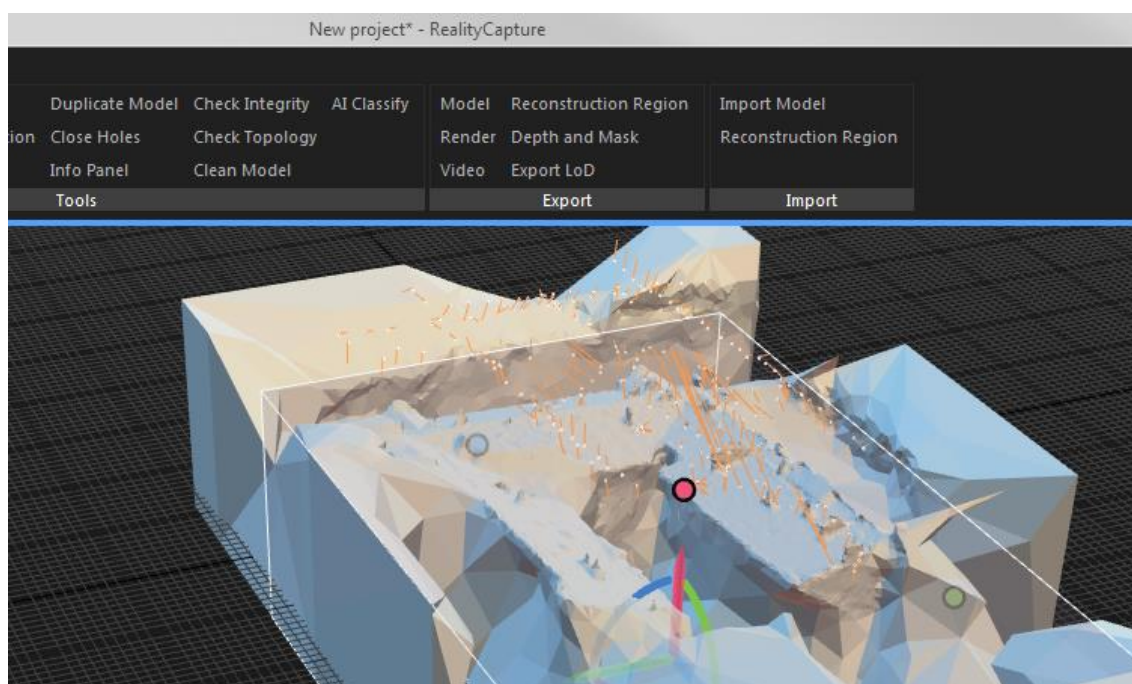 New project* - RealityCapture
Duplicate Model Check Integrity AI Classify Model Reconstruction Region Import Model
ion Close Holes Check Topology Render Depth and Mask Reconstruction Region
Info Panel Clean Model Video Export LoD
Tools Export Import